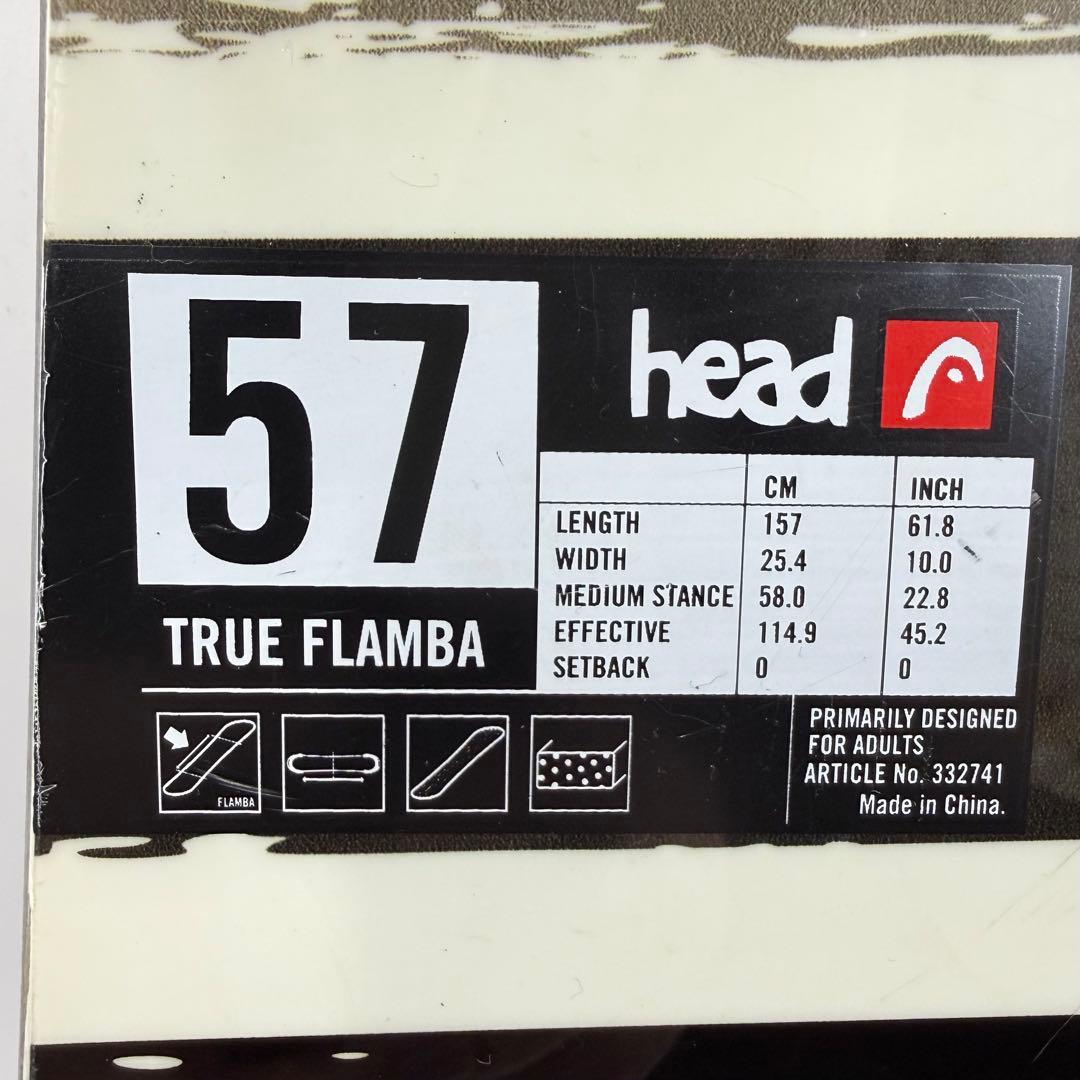 57
head
TRUE FLAMBA
CM INCH
LENGTH 157 61.8
WIDTH 25.4 10.0
MEDIUM STANCE 58.0 22.8
EFFECTIVE 114.9 45.2
SETBACK 0 0
FLAMBA
PRIMARILY DESIGNED
FOR ADULTS
ARTICLE No. 332741
Made in China.